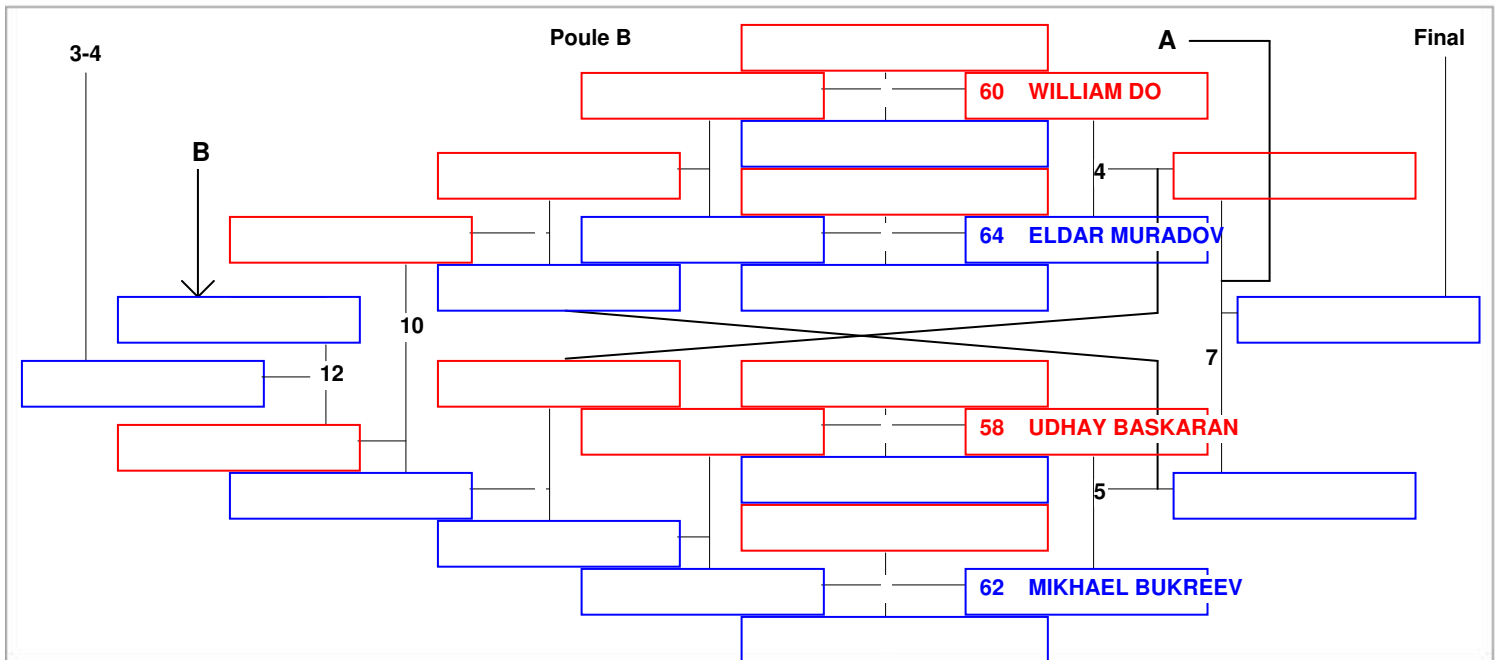 Poule B
A
Final
3-4
60 WILLIAM DO
B
4
64 ELDAR MURADOV
10
7
12
58 UDHAY BASKARAN
5
62 MIKHAEL BUKREEV